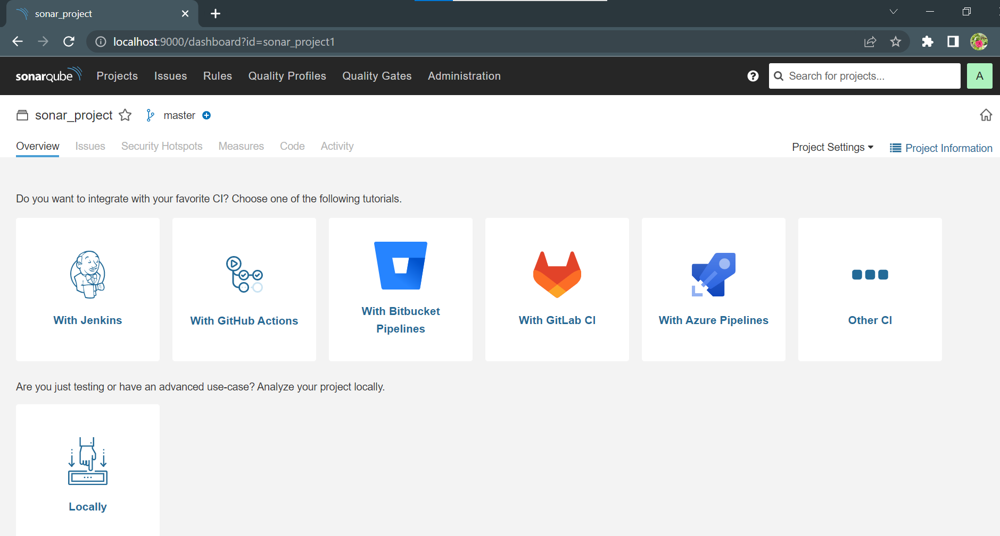 sonar_project
localhost:9000/dashboard?id=sonar_project1
sonarqube Projects Issues Rules Quality Profiles Quality Gates Administration ? Search for projects... A
sonar_project master
Overview Issues Security Hotspots Measures Code Activity Project Settings Project Information
Do you want to integrate with your favorite CI? Choose one of the following tutorials.
With Jenkins
With GitHub Actions
With Bitbucket
Pipelines
With GitLab CI
With Azure Pipelines
Other CI
Are you just testing or have an advanced use-case? Analyze your project locally.
Locally